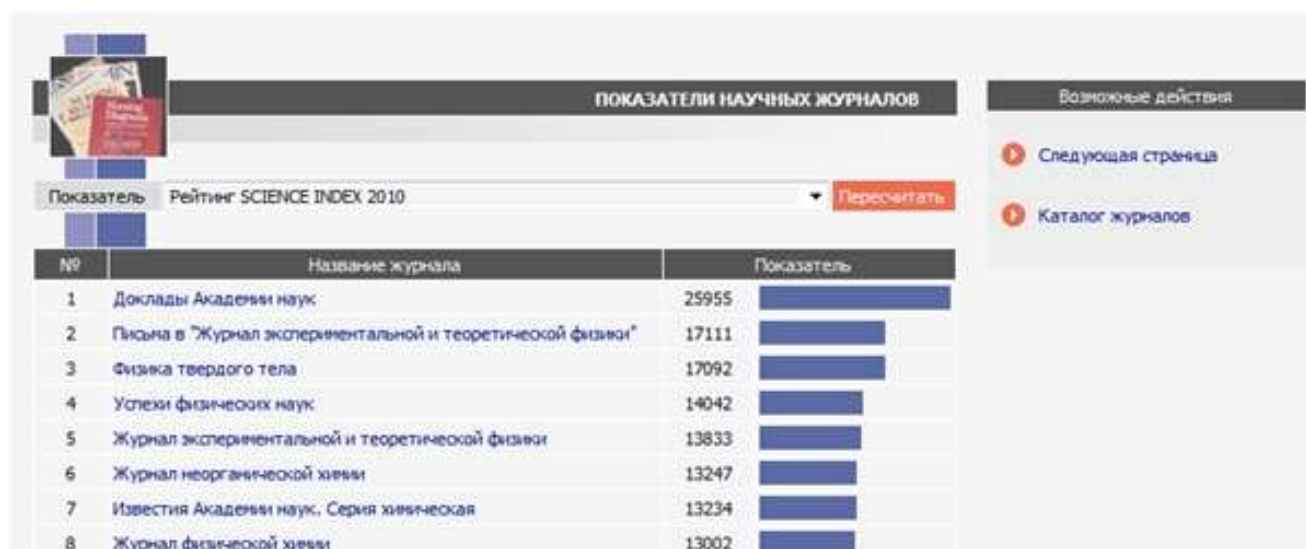 ПОКАЗАТЕЛИ НАУЧНЫХ ЖУРНАЛОВ
Возможные действия
Следующая страница
Каталог журналов
Показатель Рейтинг SCIENCE INDEX 2010 Пересчитать
№ Название журнала Показатель
1 Доклады Академии наук 25955
2 Письма в "Журнал экспериментальной и теоретической физики" 17111
3 Физика твердого тела 17092
4 Успехи физических наук 14042
5 Журнал экспериментальной и теоретической физики 13833
6 Журнал неорганической химии 13247
7 Известия Академии наук. Серия химическая 13234
8 Журнал физической химии 13002